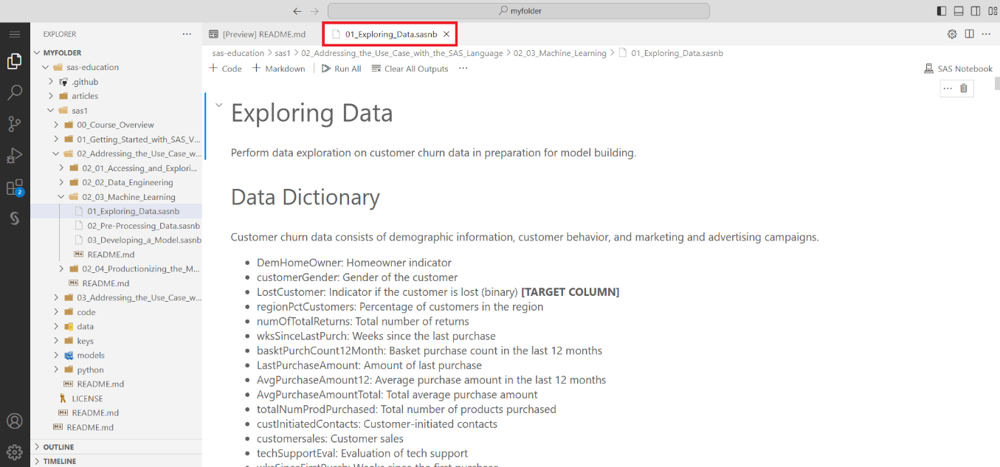 myfolder
EXPLORER
MYFOLDER
sas-education
.github
articles
sas1
00_Course_Overview
01_Getting_Started_with_SAS_V...
02_Addressing_the_Use_Case_w...
02_01_Accessing_and_Explori...
02_02_Data_Engineering
02_03_Machine_Learning
01_Exploring_Data.sasnb
02_Pre-Processing_Data.sasnb
03_Developing_a_Model.sasnb
README.md
02_04_Productionizing_the_M...
README.md
03_Addressing_the_Use_Case_w...
code
data
keys
models
python
README.md
LICENSE
README.md
README.md
OUTLINE
TIMELINE
2
[Preview] README.md
01_Exploring_Data.sasnb
sas-education > sas1 > 02_Addressing_the_Use_Case_with_the_SAS_Language > 02_03_Machine_Learning > 01_Exploring_Data.sasnb
+ Code + Markdown Run All Clear All Outputs ... SAS Notebook
Exploring Data
Perform data exploration on customer churn data in preparation for model building.
Data Dictionary
Customer churn data consists of demographic information, customer behavior, and marketing and advertising campaigns.
• DemHomeOwner: Homeowner indicator
• customerGender: Gender of the customer
• LostCustomer: Indicator if the customer is lost (binary) [TARGET COLUMN]
• regionPctCustomers: Percentage of customers in the region
• numOfTotalReturns: Total number of returns
• wksSinceLastPurch: Weeks since the last purchase
• basktPurchCount12Month: Basket purchase count in the last 12 months
• LastPurchaseAmount: Amount of last purchase
• AvgPurchaseAmount12: Average purchase amount in the last 12 months
• AvgPurchaseAmountTotal: Total average purchase amount
• totalNumProdPurchased: Total number of products purchased
• custInitiatedContacts: Customer-initiated contacts
• customersales: Customer sales
• techSupportEval: Evaluation of tech support
• wksSinceFirstPurch: Weeks since the first purchase